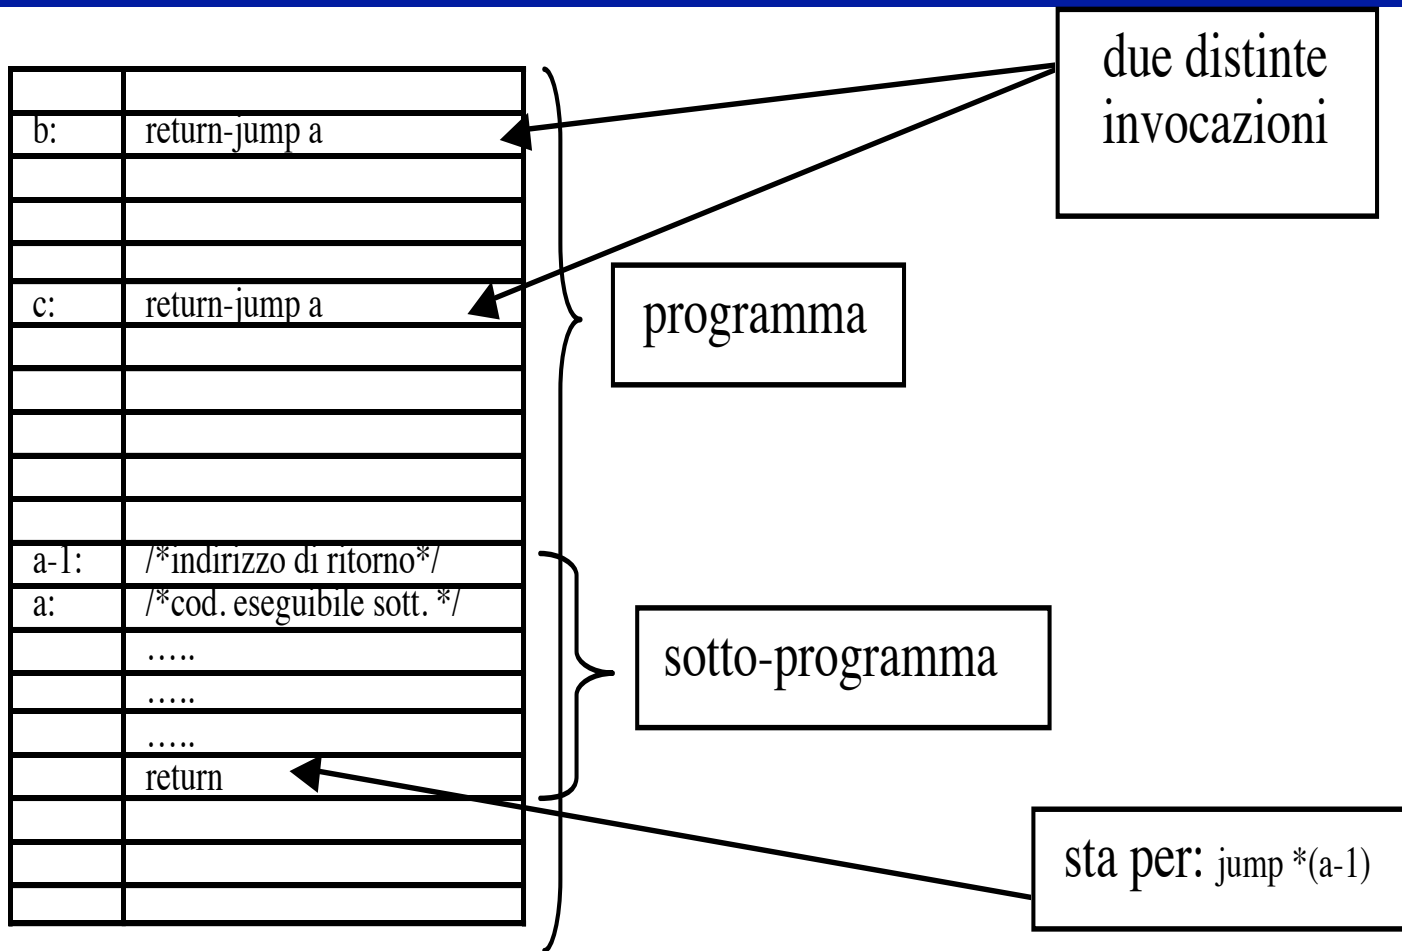 due distinte
invocazioni
b: return-jump a
c: return-jump a
programma
a-1: /*indirizzo di ritorno*/
a: /*cod. eseguibile sott. */
…..
…..
…..
return
sotto-programma
sta per: jump *(a-1)